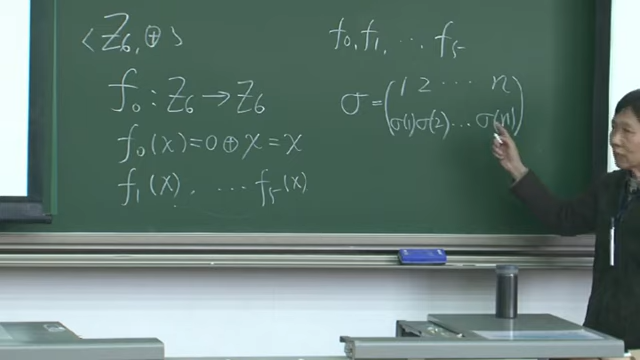 <Z₆, ⊕>
f₀ : Z₆ → Z₆
f₀(x)=0⊕x=x
f₁(x), ... f₅(x)
f₀, f₁, ... f₅
σ = ( 1 2 ... n
σ(1) σ(2) ... σ(n) )